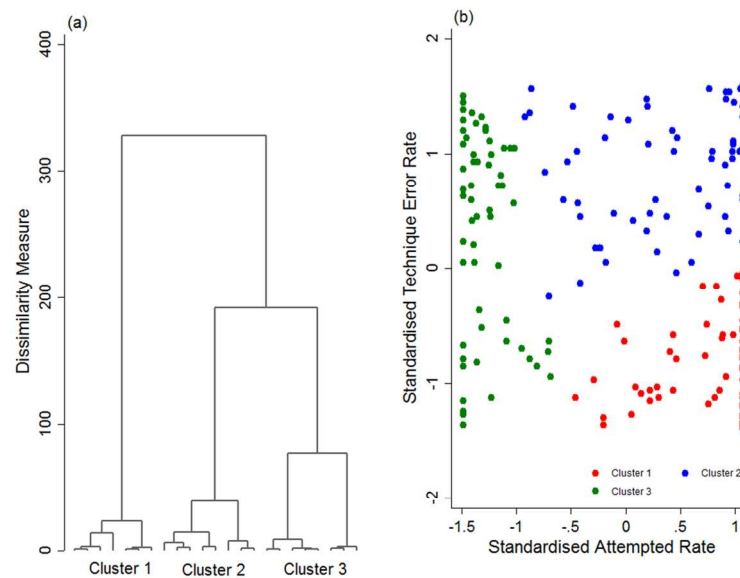 (a)
400
300
200
100
0
Dissimilarity Measure
Cluster 1 Cluster 2 Cluster 3
(b)
2
1
0
-1
-2
Standardised Technique Error Rate
Cluster 1 Cluster 2
Cluster 3
-1.5 -1 -.5 0 .5 1
Standardised Attempted Rate